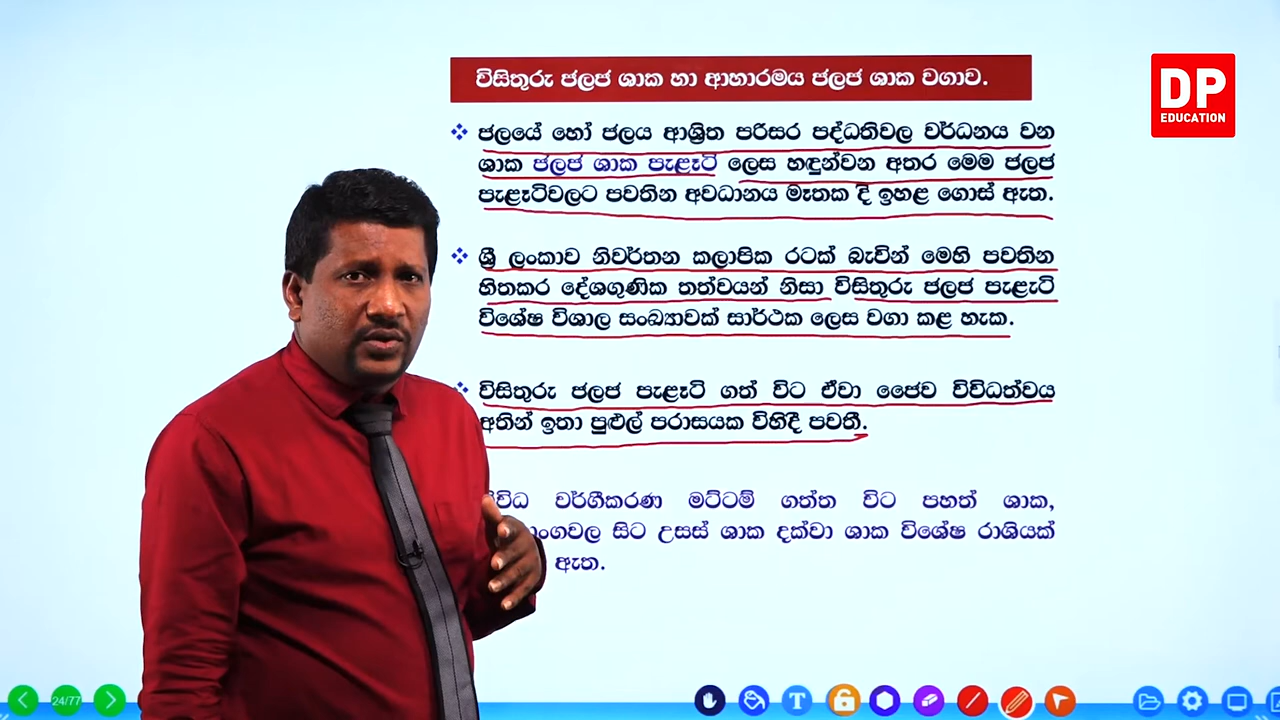 විසිතුරු ජලජ ශාක හා ආහාරමය ජලජ ශාක වගාව.
DP
EDUCATION
ජලයේ හෝ ජලය ආශ්‍රිත පරිසර පද්ධතිවල වර්ධනය වන
ශාක ජලජ ශාක පැළෑටි ලෙස හඳුන්වන අතර මෙම ජලජ
පැළෑටිවලට පවතින අවධානය මෑතක දි ඉහළ ගොස් ඇත.
ශ්‍රී ලංකාව නිවර්තන කලාපික රටක් බැවින් මෙහි පවතින
හිතකර දේශගුණික තත්වයන් නිසා විසිතුරු ජලජ පැළැටි
විශේෂ විශාල සංඛ්‍යාවක් සාර්ථක ලෙස වගා කළ හැක.
විසිතුරු ජලජ පැළෑටි ගත් විට ඒවා ජෛව විවිධත්වය
අතින් ඉතා පුළුල් පරාසයක විහිදී පවතී.
වර්ගීකරණ මට්ටම් ගත්ත විට පහත් ශාක,
සිට උසස් ශාක දක්වා ශාක විශේෂ රාශියක්
ඇත.
24/77